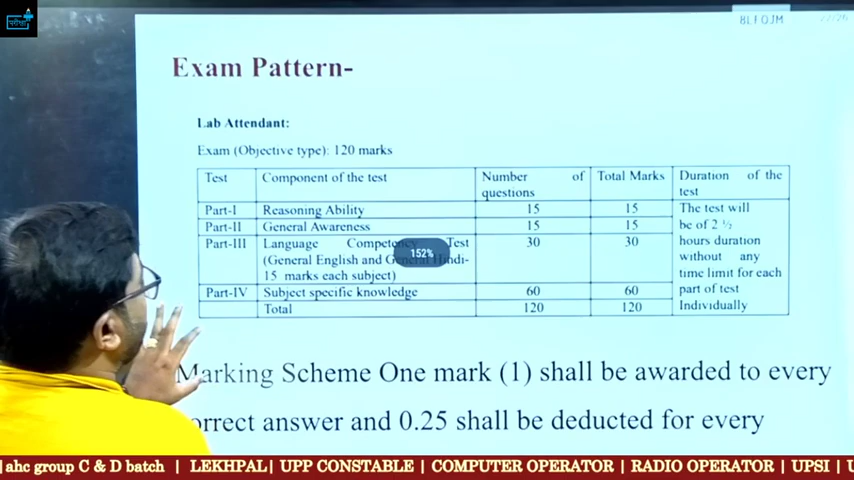 परीक्षा
8LFOJM
22/26
Exam Pattern-
Lab Attendant:
Exam (Objective type): 120 marks
Test Component of the test Number of questions Total Marks Duration of the test
Part-I Reasoning Ability 15 15 The test will
Part-II General Awareness 15 15 be of 2 ½
Part-III Language Competency Test 30 30 hours duration
(General English and General Hindi- without any
15 marks each subject) time limit for each
Part-IV Subject specific knowledge 60 60 part of test
Total 120 120 Individually
152%
Marking Scheme One mark (1) shall be awarded to every
orrect answer and 0.25 shall be deducted for every
|ahc group C & D batch | LEKHPAL| UPP CONSTABLE | COMPUTER OPERATOR | RADIO OPERATOR | UPSI | U